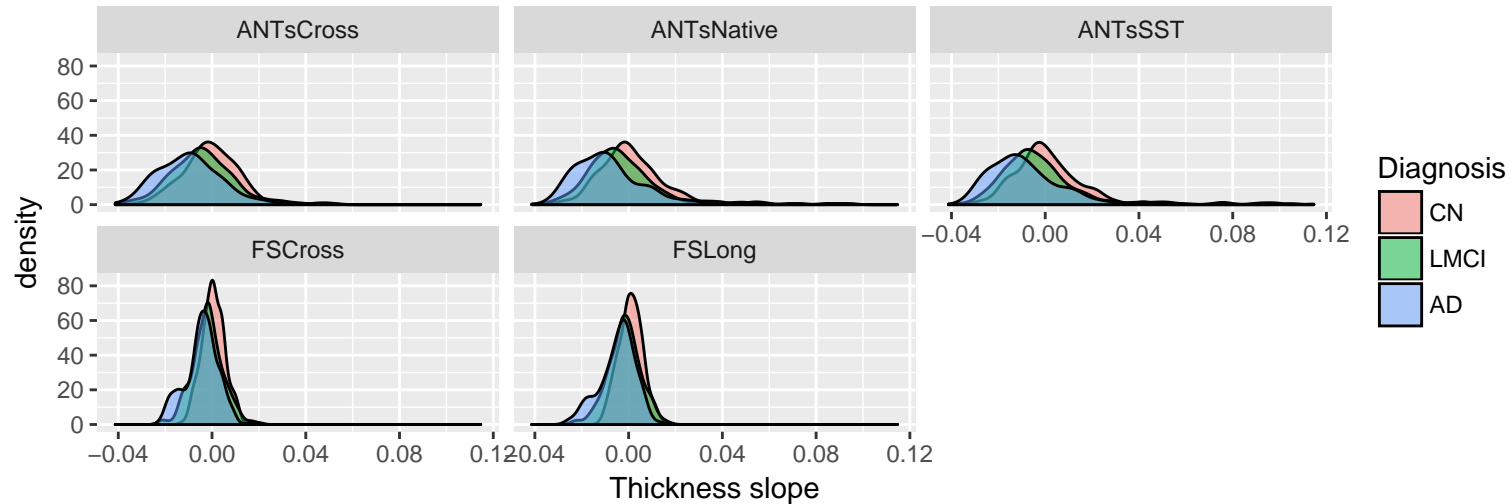 ANTsCross ANTsNative ANTsSST
80
60
40
20
0
−0.04 0.00 0.04 0.08 0.12
FSCross FSLong
80
60
40
20
0
−0.04 0.00 0.04 0.08 0.12
−0.04 0.00 0.04 0.08 0.12
density
Thickness slope
Diagnosis
CN
LMCI
AD